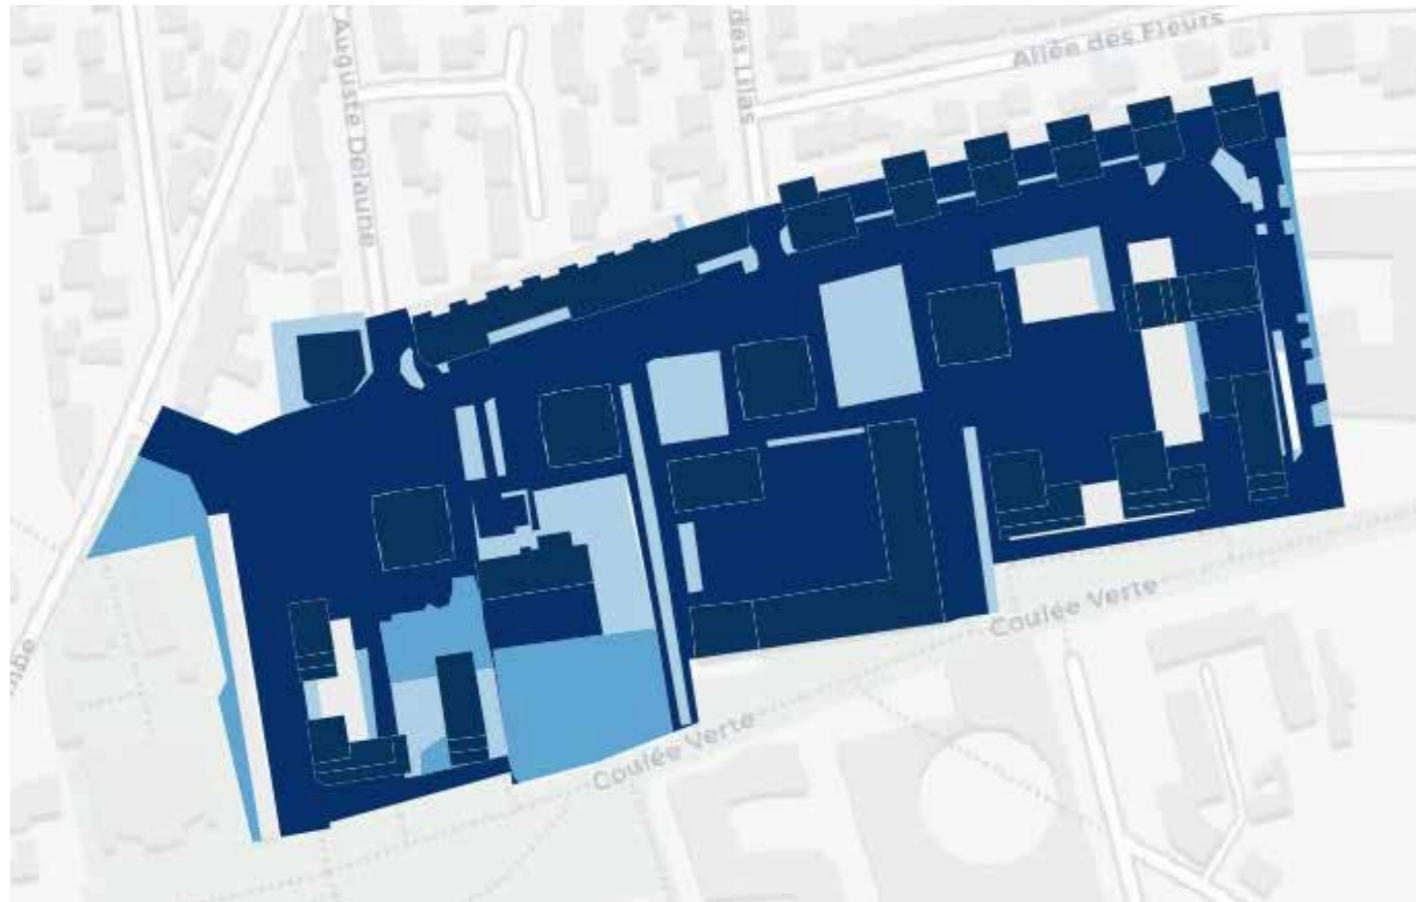 Allée des Fleurs
des Lilas
Auguste Delaune
Coulée Verte
Coulée Verte